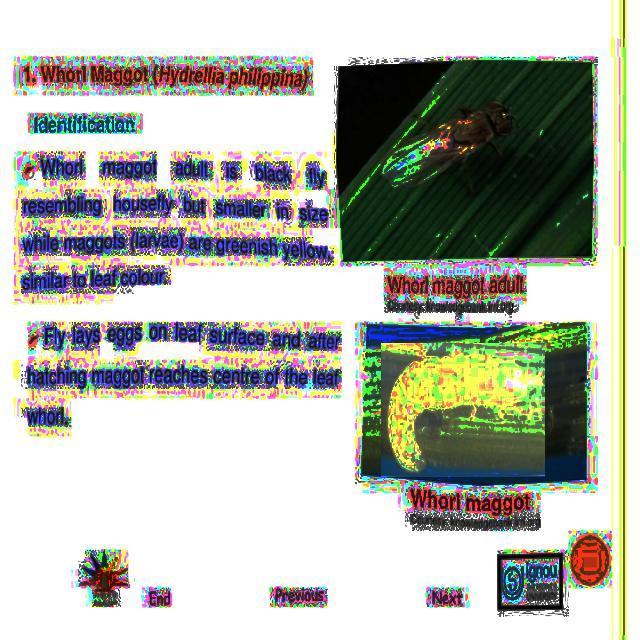 1. Whorl Maggot (Hydrellia philippina)
Identification
Whorl maggot adult is black fly
resembling housefly but smaller in size
while maggots (larvae) are greenish yellow,
similar to leaf colour.
Fly lays eggs on leaf surface and after
hatching maggot reaches centre of the leaf
whorl.
Whorl maggot adult
Whorl maggot
End
Previous
Next
ignou